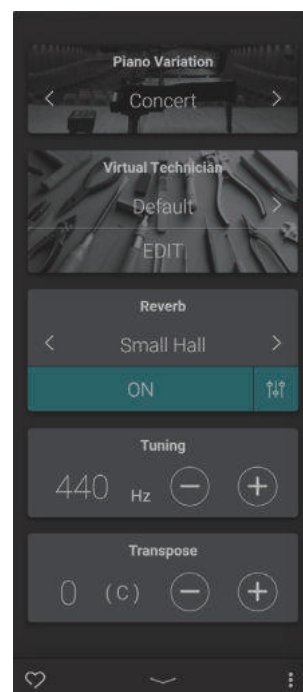 Piano Variation
Concert
Virtual Technician
Default
EDIT
Reverb
Small Hall
ON
Tuning
440 Hz
Transpose
0 (C)